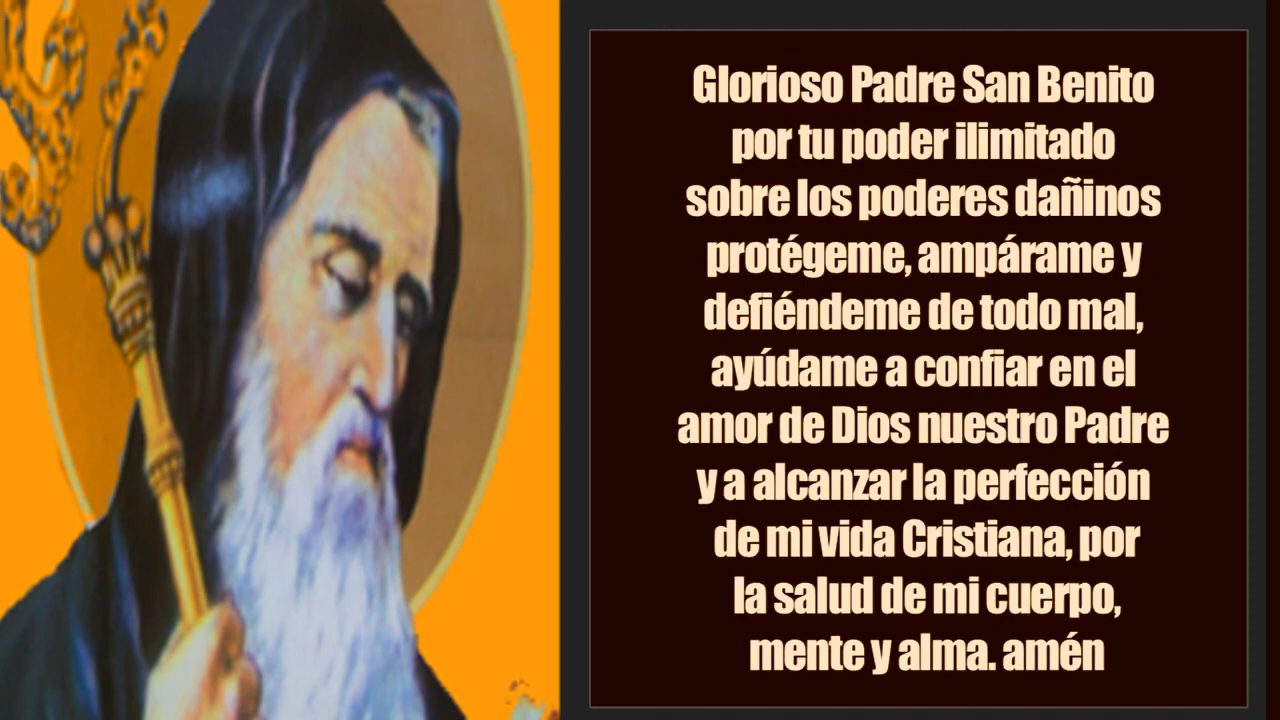 Glorioso Padre San Benito
por tu poder ilimitado
sobre los poderes dañinos
protégeme, ampárame y
defiéndeme de todo mal,
ayúdame a confiar en el
amor de Dios nuestro Padre
y a alcanzar la perfección
de mi vida Cristiana, por
la salud de mi cuerpo,
mente y alma. amén